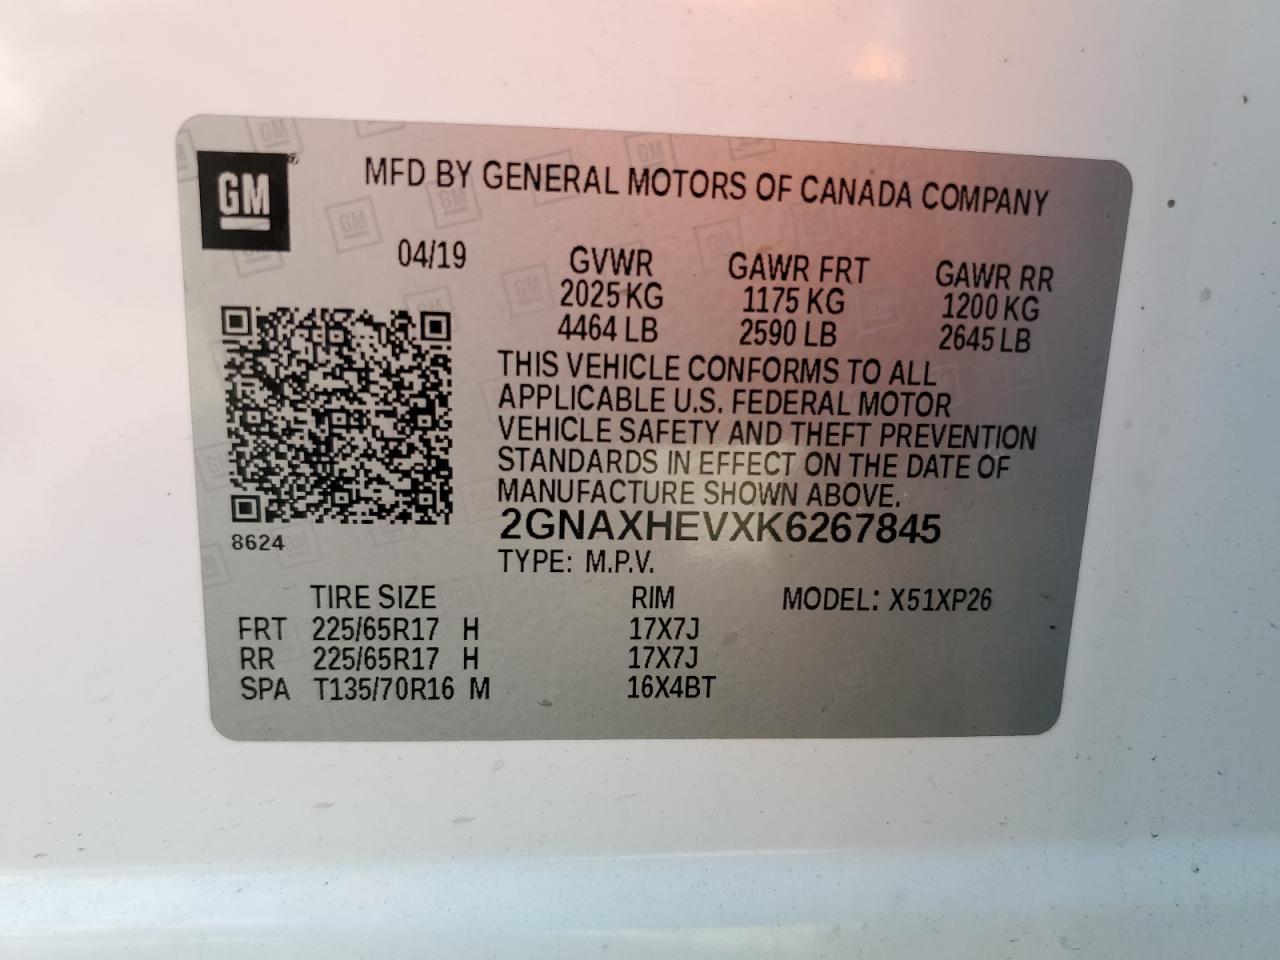 GM
MFD BY GENERAL MOTORS OF CANADA COMPANY
04/19 GVWR GAWR FRT GAWR RR
2025 KG 1175 KG 1200 KG
4464 LB 2590 LB 2645 LB
THIS VEHICLE CONFORMS TO ALL
APPLICABLE U.S. FEDERAL MOTOR
VEHICLE SAFETY AND THEFT PREVENTION
STANDARDS IN EFFECT ON THE DATE OF
MANUFACTURE SHOWN ABOVE.
2GNAXHEVXK6267845
8624
TYPE: M.P.V.
TIRE SIZE RIM MODEL: X51XP26
FRT 225/65R17 H 17X7J
RR 225/65R17 H 17X7J
SPA T135/70R16 M 16X4BT